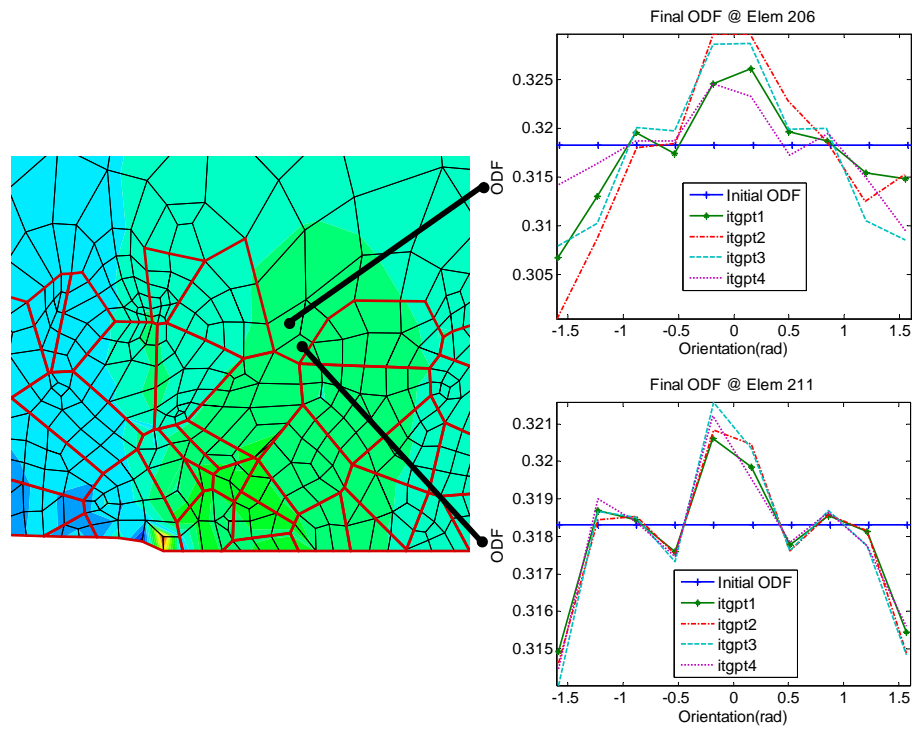 Final ODF @ Elem 206
0.325
0.32
0.315
0.31
0.305
ODF
Initial ODF
itgpt1
itgpt2
itgpt3
itgpt4
-1.5
-1
-0.5
0
0.5
1
1.5
Orientation(rad)
Final ODF @ Elem 211
0.321
0.32
0.319
0.318
0.317
0.316
0.315
ODF
Initial ODF
itgpt1
itgpt2
itgpt3
itgpt4
-1.5
-1
-0.5
0
0.5
1
1.5
Orientation(rad)